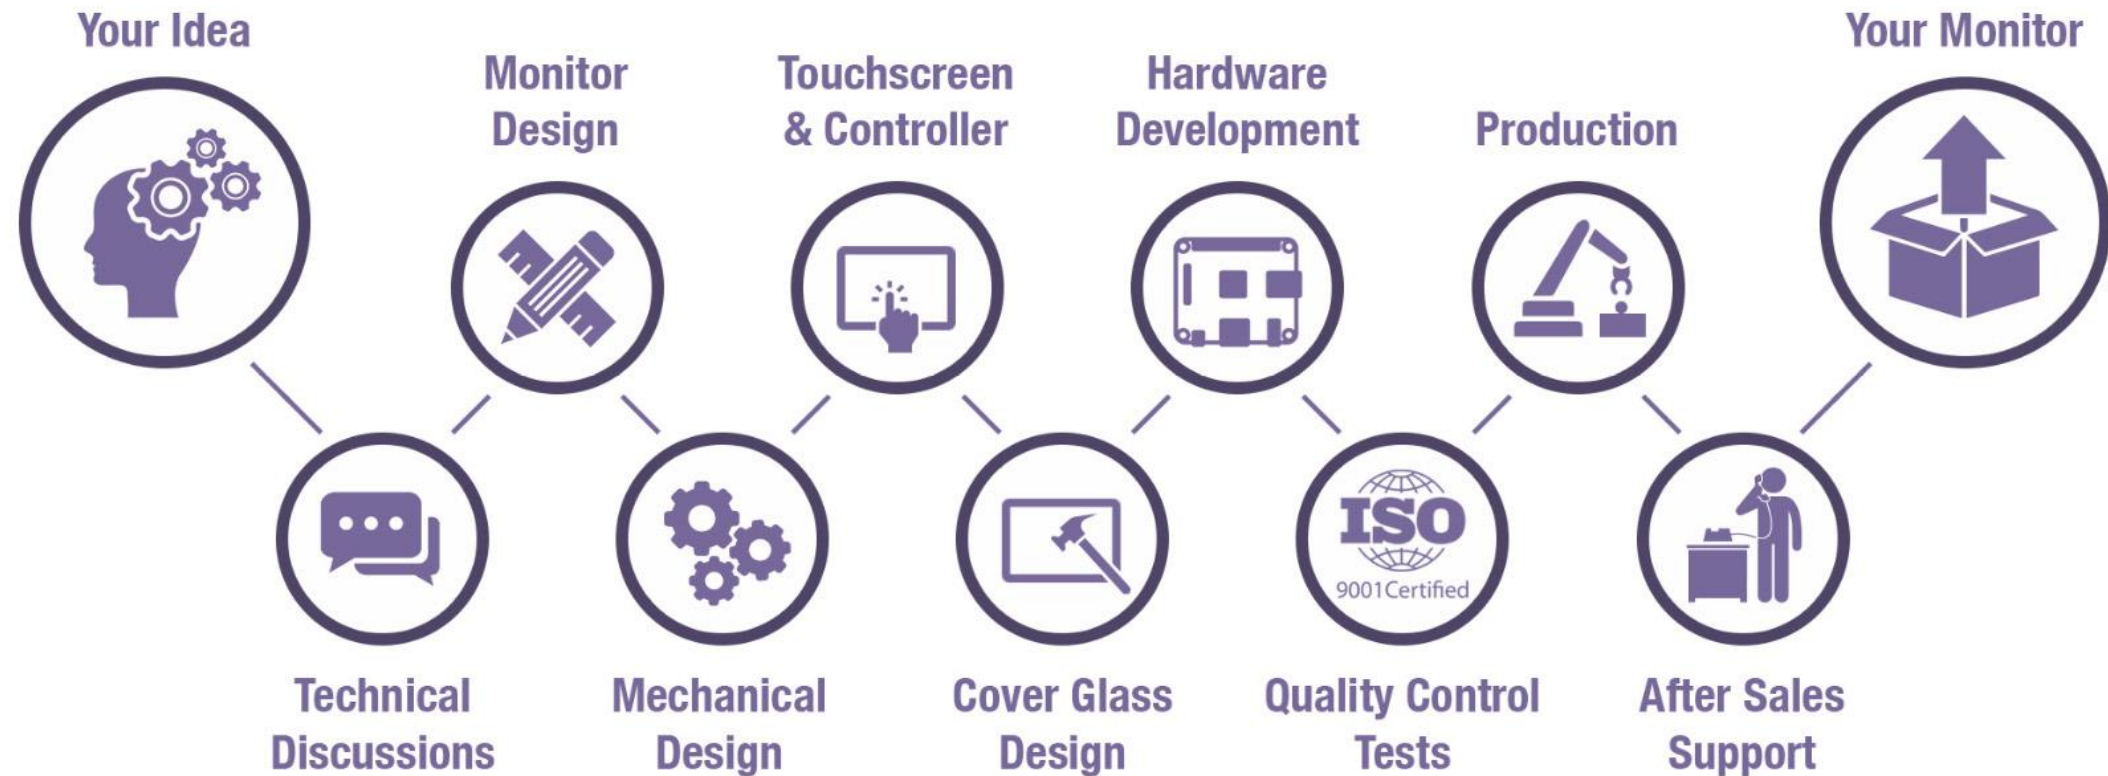 Your Idea
Technical
Discussions
Monitor
Design
Mechanical
Design
Touchscreen
& Controller
Cover Glass
Design
Hardware
Development
ISO
9001Certified
Quality Control
Tests
Production
After Sales
Support
Your Monitor